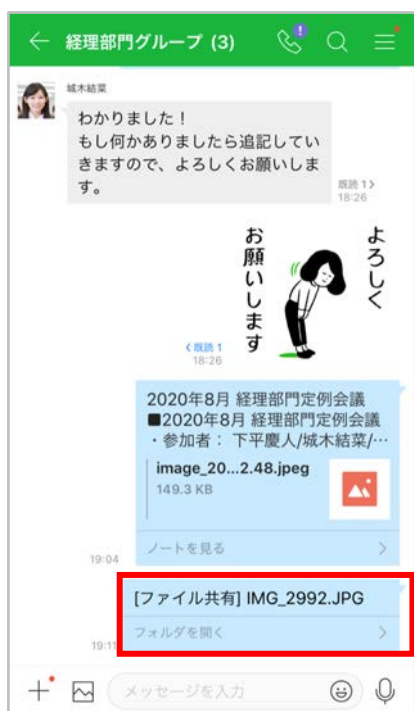 経理部門グループ (3)
城木結菜
わかりました！
もし何かありましたら追記してい
きますので、よろしくお願いしま
す。
既読 1
18:26
よろしく
お願いします
既読 1
18:26
2020年8月 経理部門定例会議
■2020年8月 経理部門定例会議
・参加者： 下平慶人/城木結菜/…
image_20...2.48.jpeg
149.3 KB
ノートを見る
19:04
[ファイル共有] IMG_2992.JPG
フォルダを開く
19:11
メッセージを入力